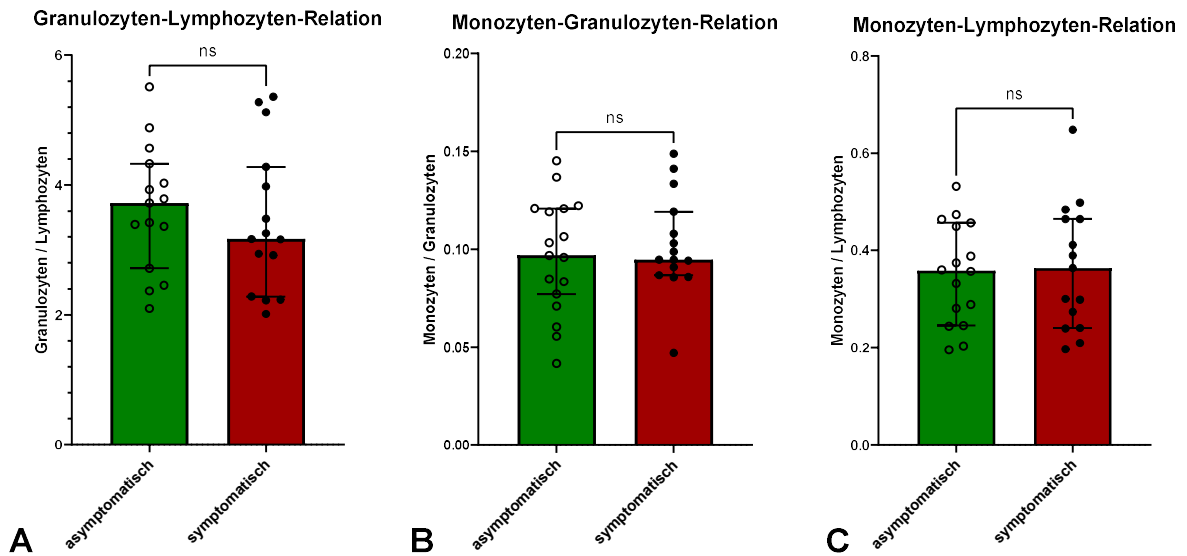 Granulozyten-Lymphozyten-Relation
Granulozyten / Lymphozyten
6
4
2
0
ns
asymptomatisch
symptomatisch
A
Monozyten-Granulozyten-Relation
Monozyten / Granulozyten
0.20
0.15
0.10
0.05
0.00
ns
asymptomatisch
symptomatisch
B
Monozyten-Lymphozyten-Relation
Monozyten / Lymphozyten
0.8
0.6
0.4
0.2
0.0
ns
asymptomatisch
symptomatisch
C